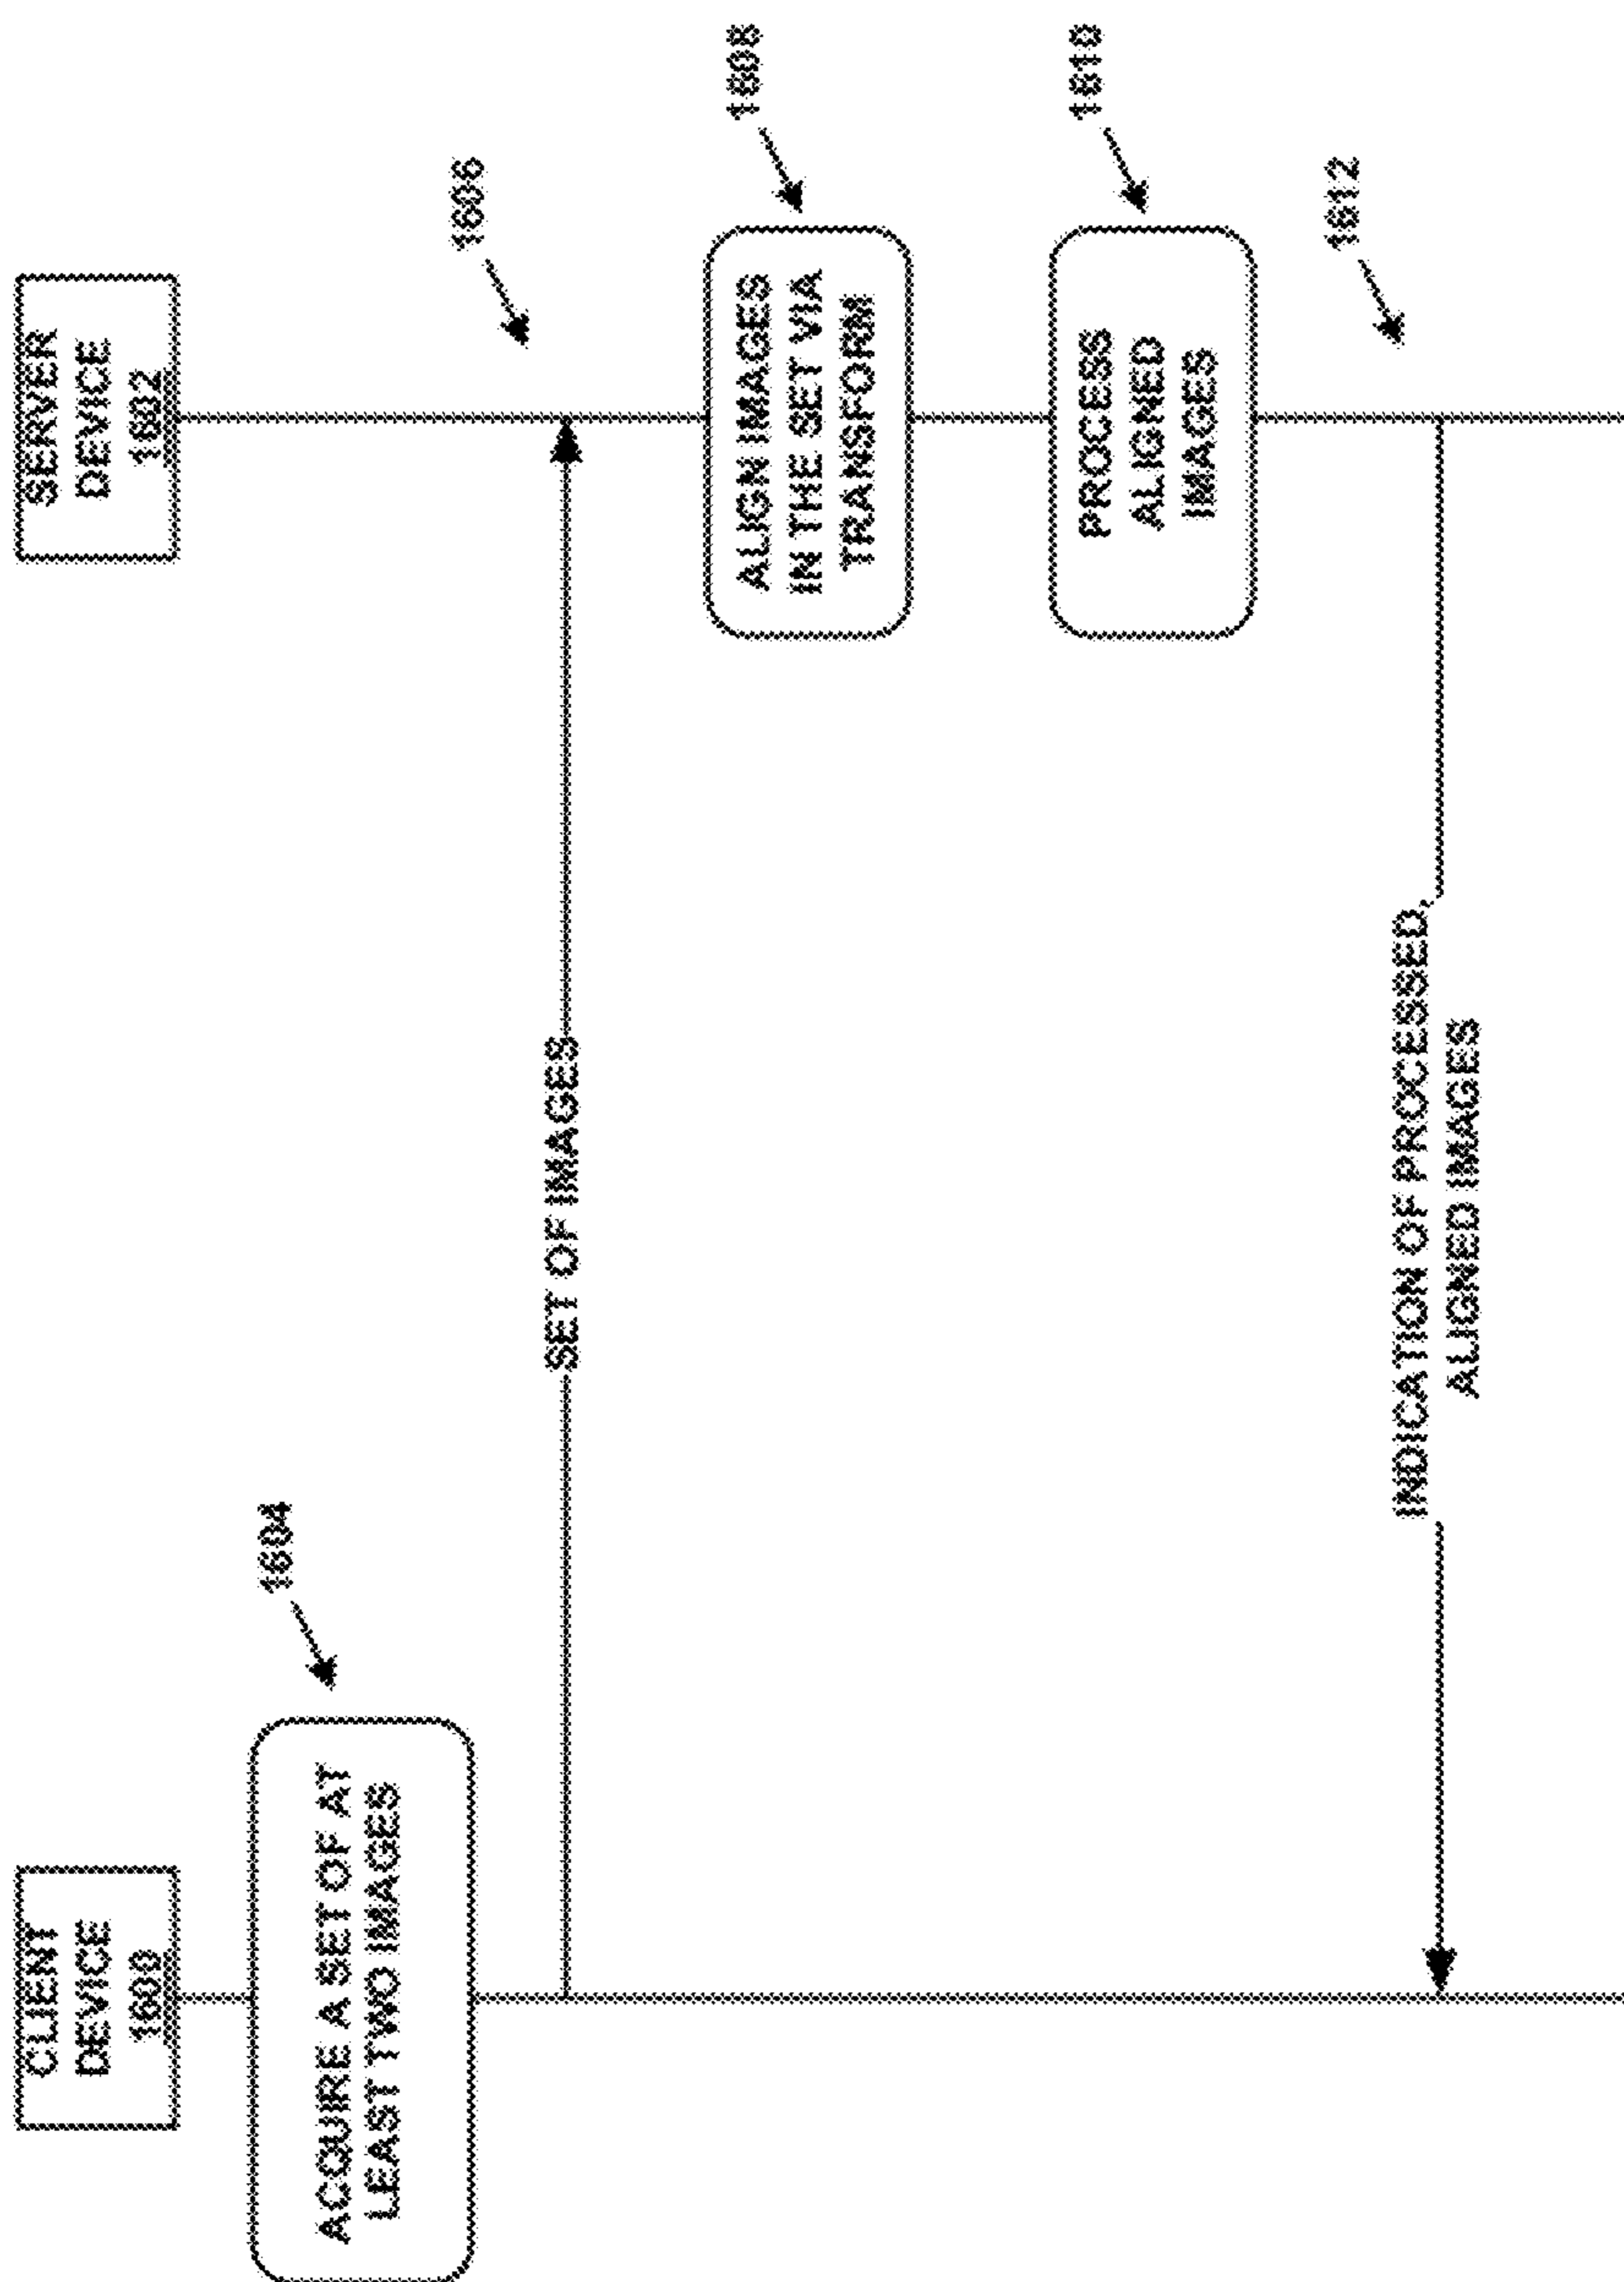 CLIENT
DEVICE
1600
SERVER
DEVICE
1602
ACQUIRE A SET OF AT
LEAST TWO IMAGES
1604
SET OF IMAGES
1606
ALIGN IMAGES
IN THE SET VIA
TRANSFORM
1608
PROCESS
ALIGNED
IMAGES
1610
INDICATION OF PROCESSED,
ALIGNED IMAGES
1612